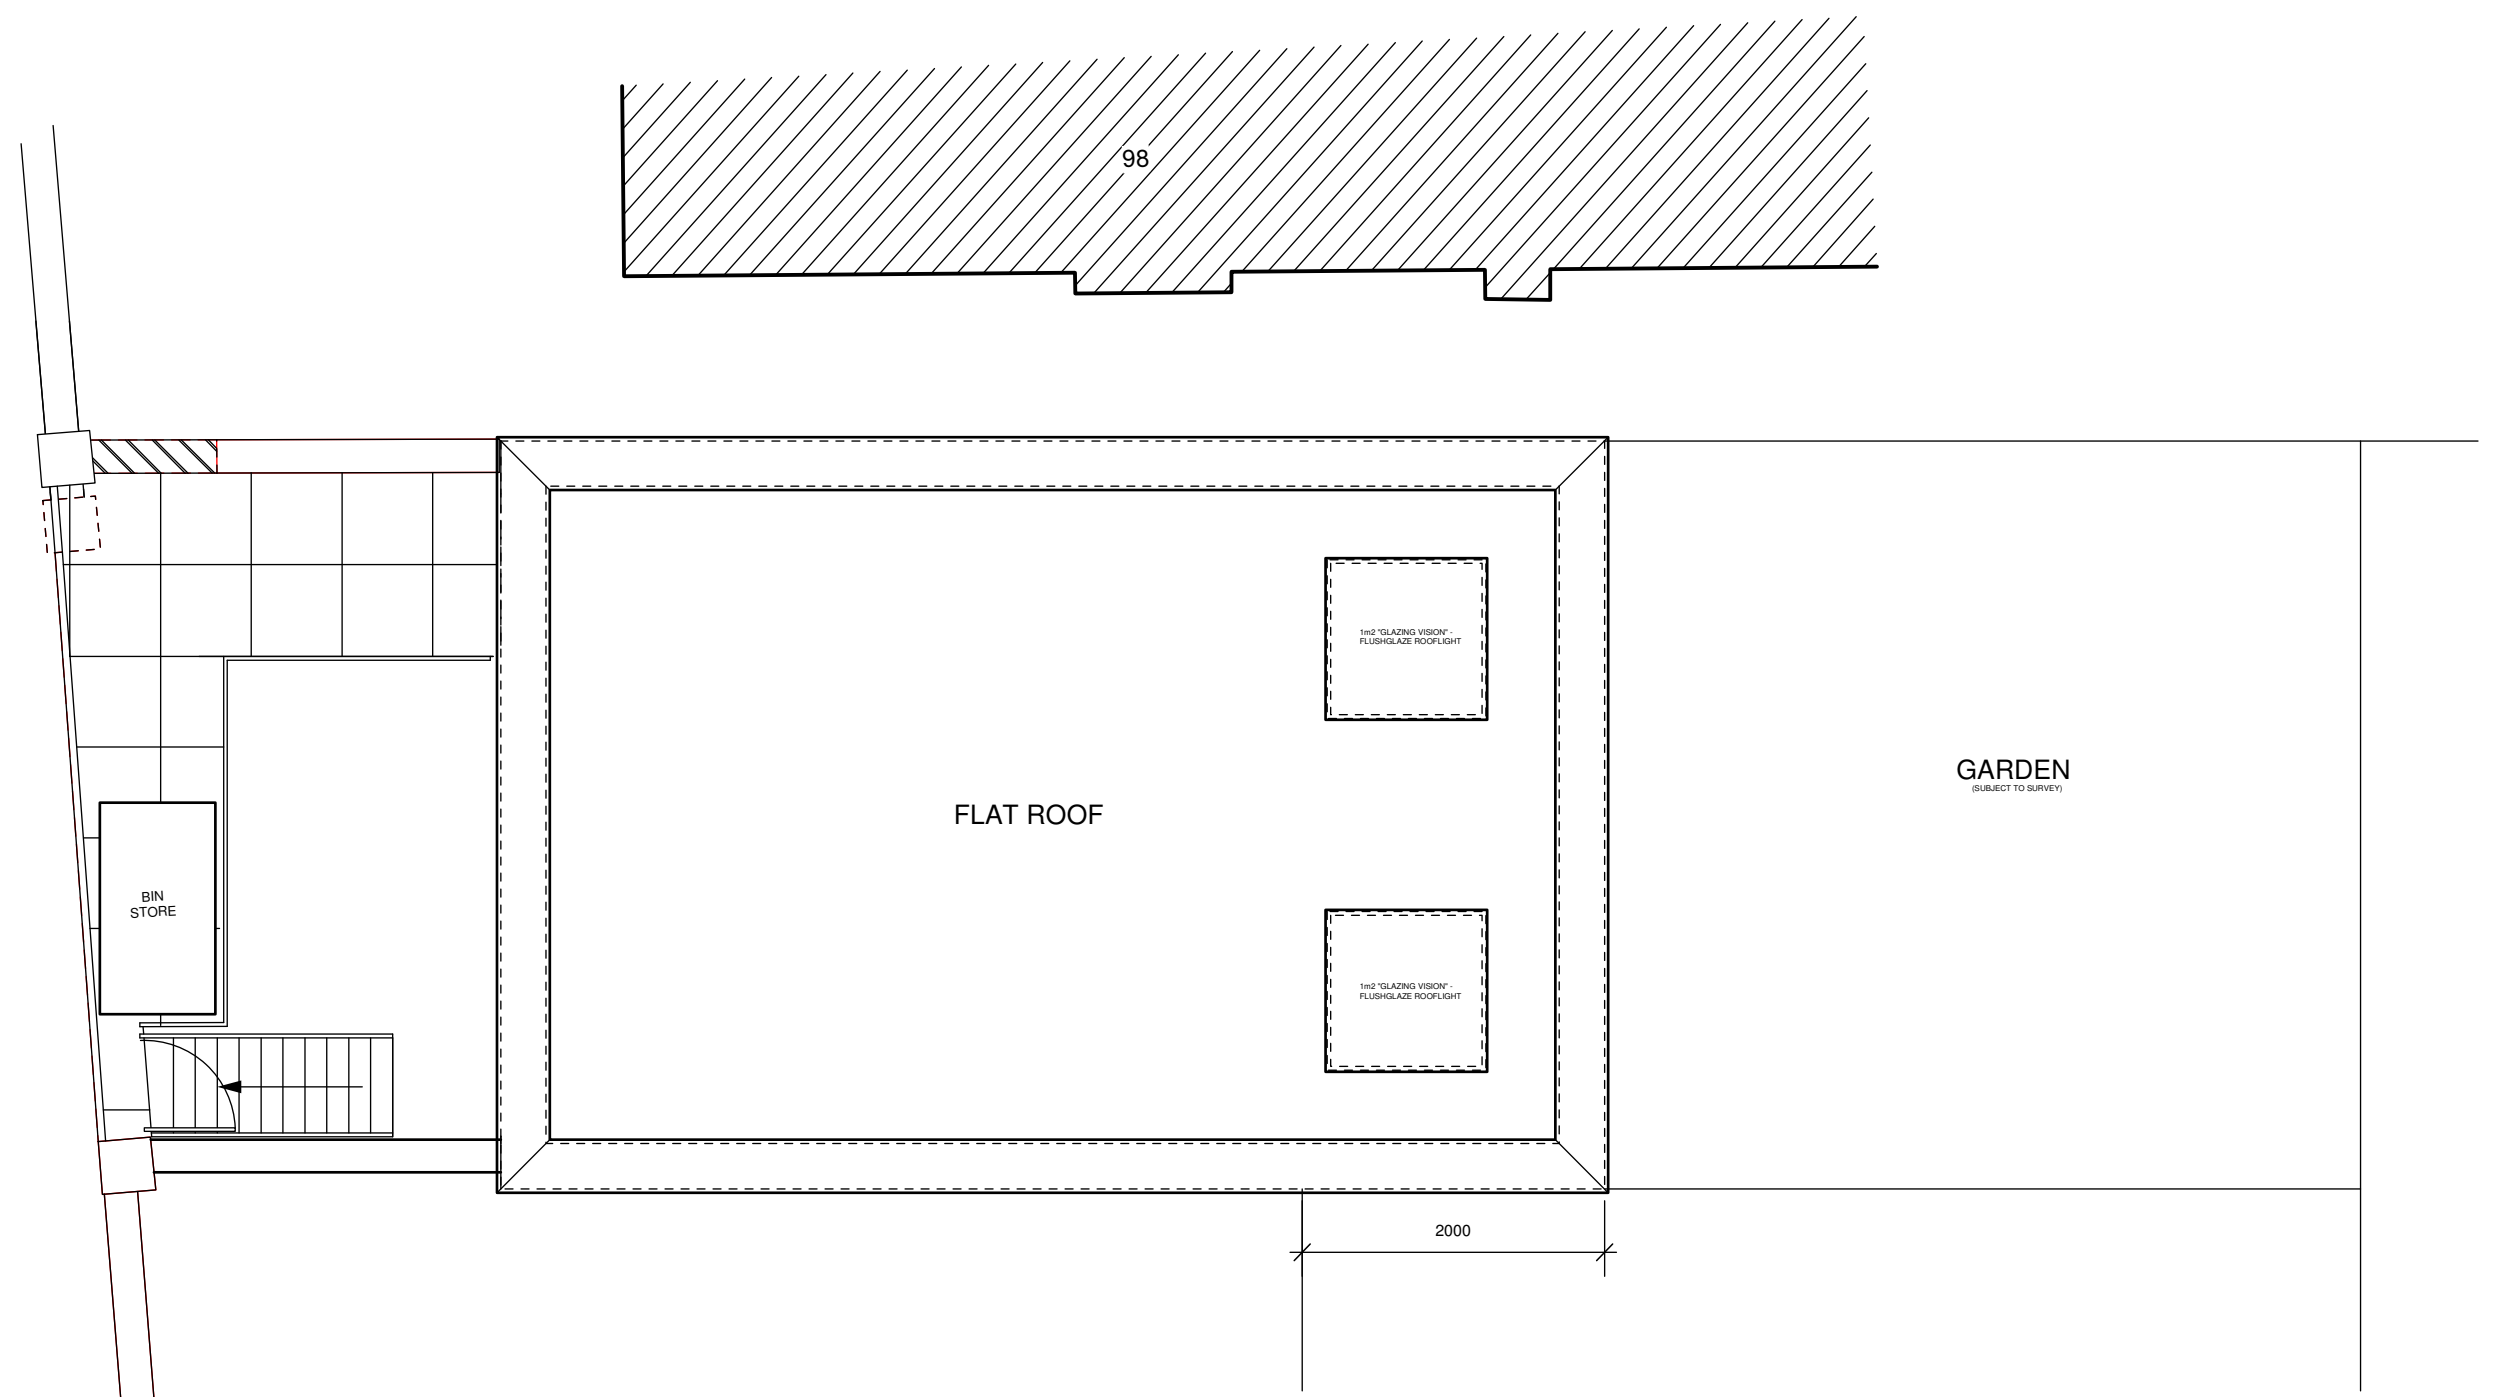 98
1m2 "GLAZING VISION" -
FLUSHGLAZE ROOFLIGHT
GARDEN
(SUBJECT TO SURVEY)
FLAT ROOF
BIN
STORE
1m2 "GLAZING VISION" -
FLUSHGLAZE ROOFLIGHT
2000